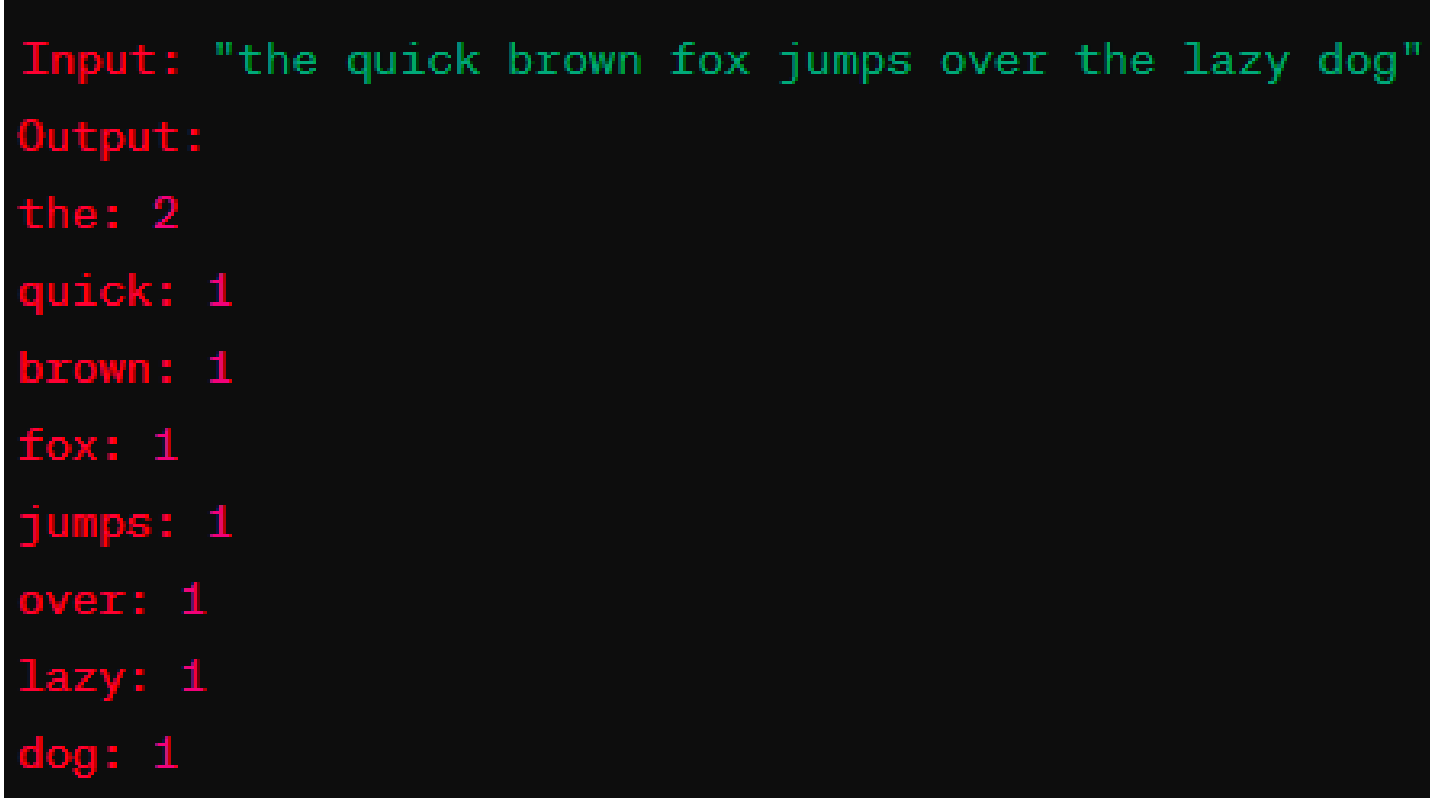 Input: "the quick brown fox jumps over the lazy dog"
Output:
the: 2
quick: 1
brown: 1
fox: 1
jumps: 1
over: 1
lazy: 1
dog: 1